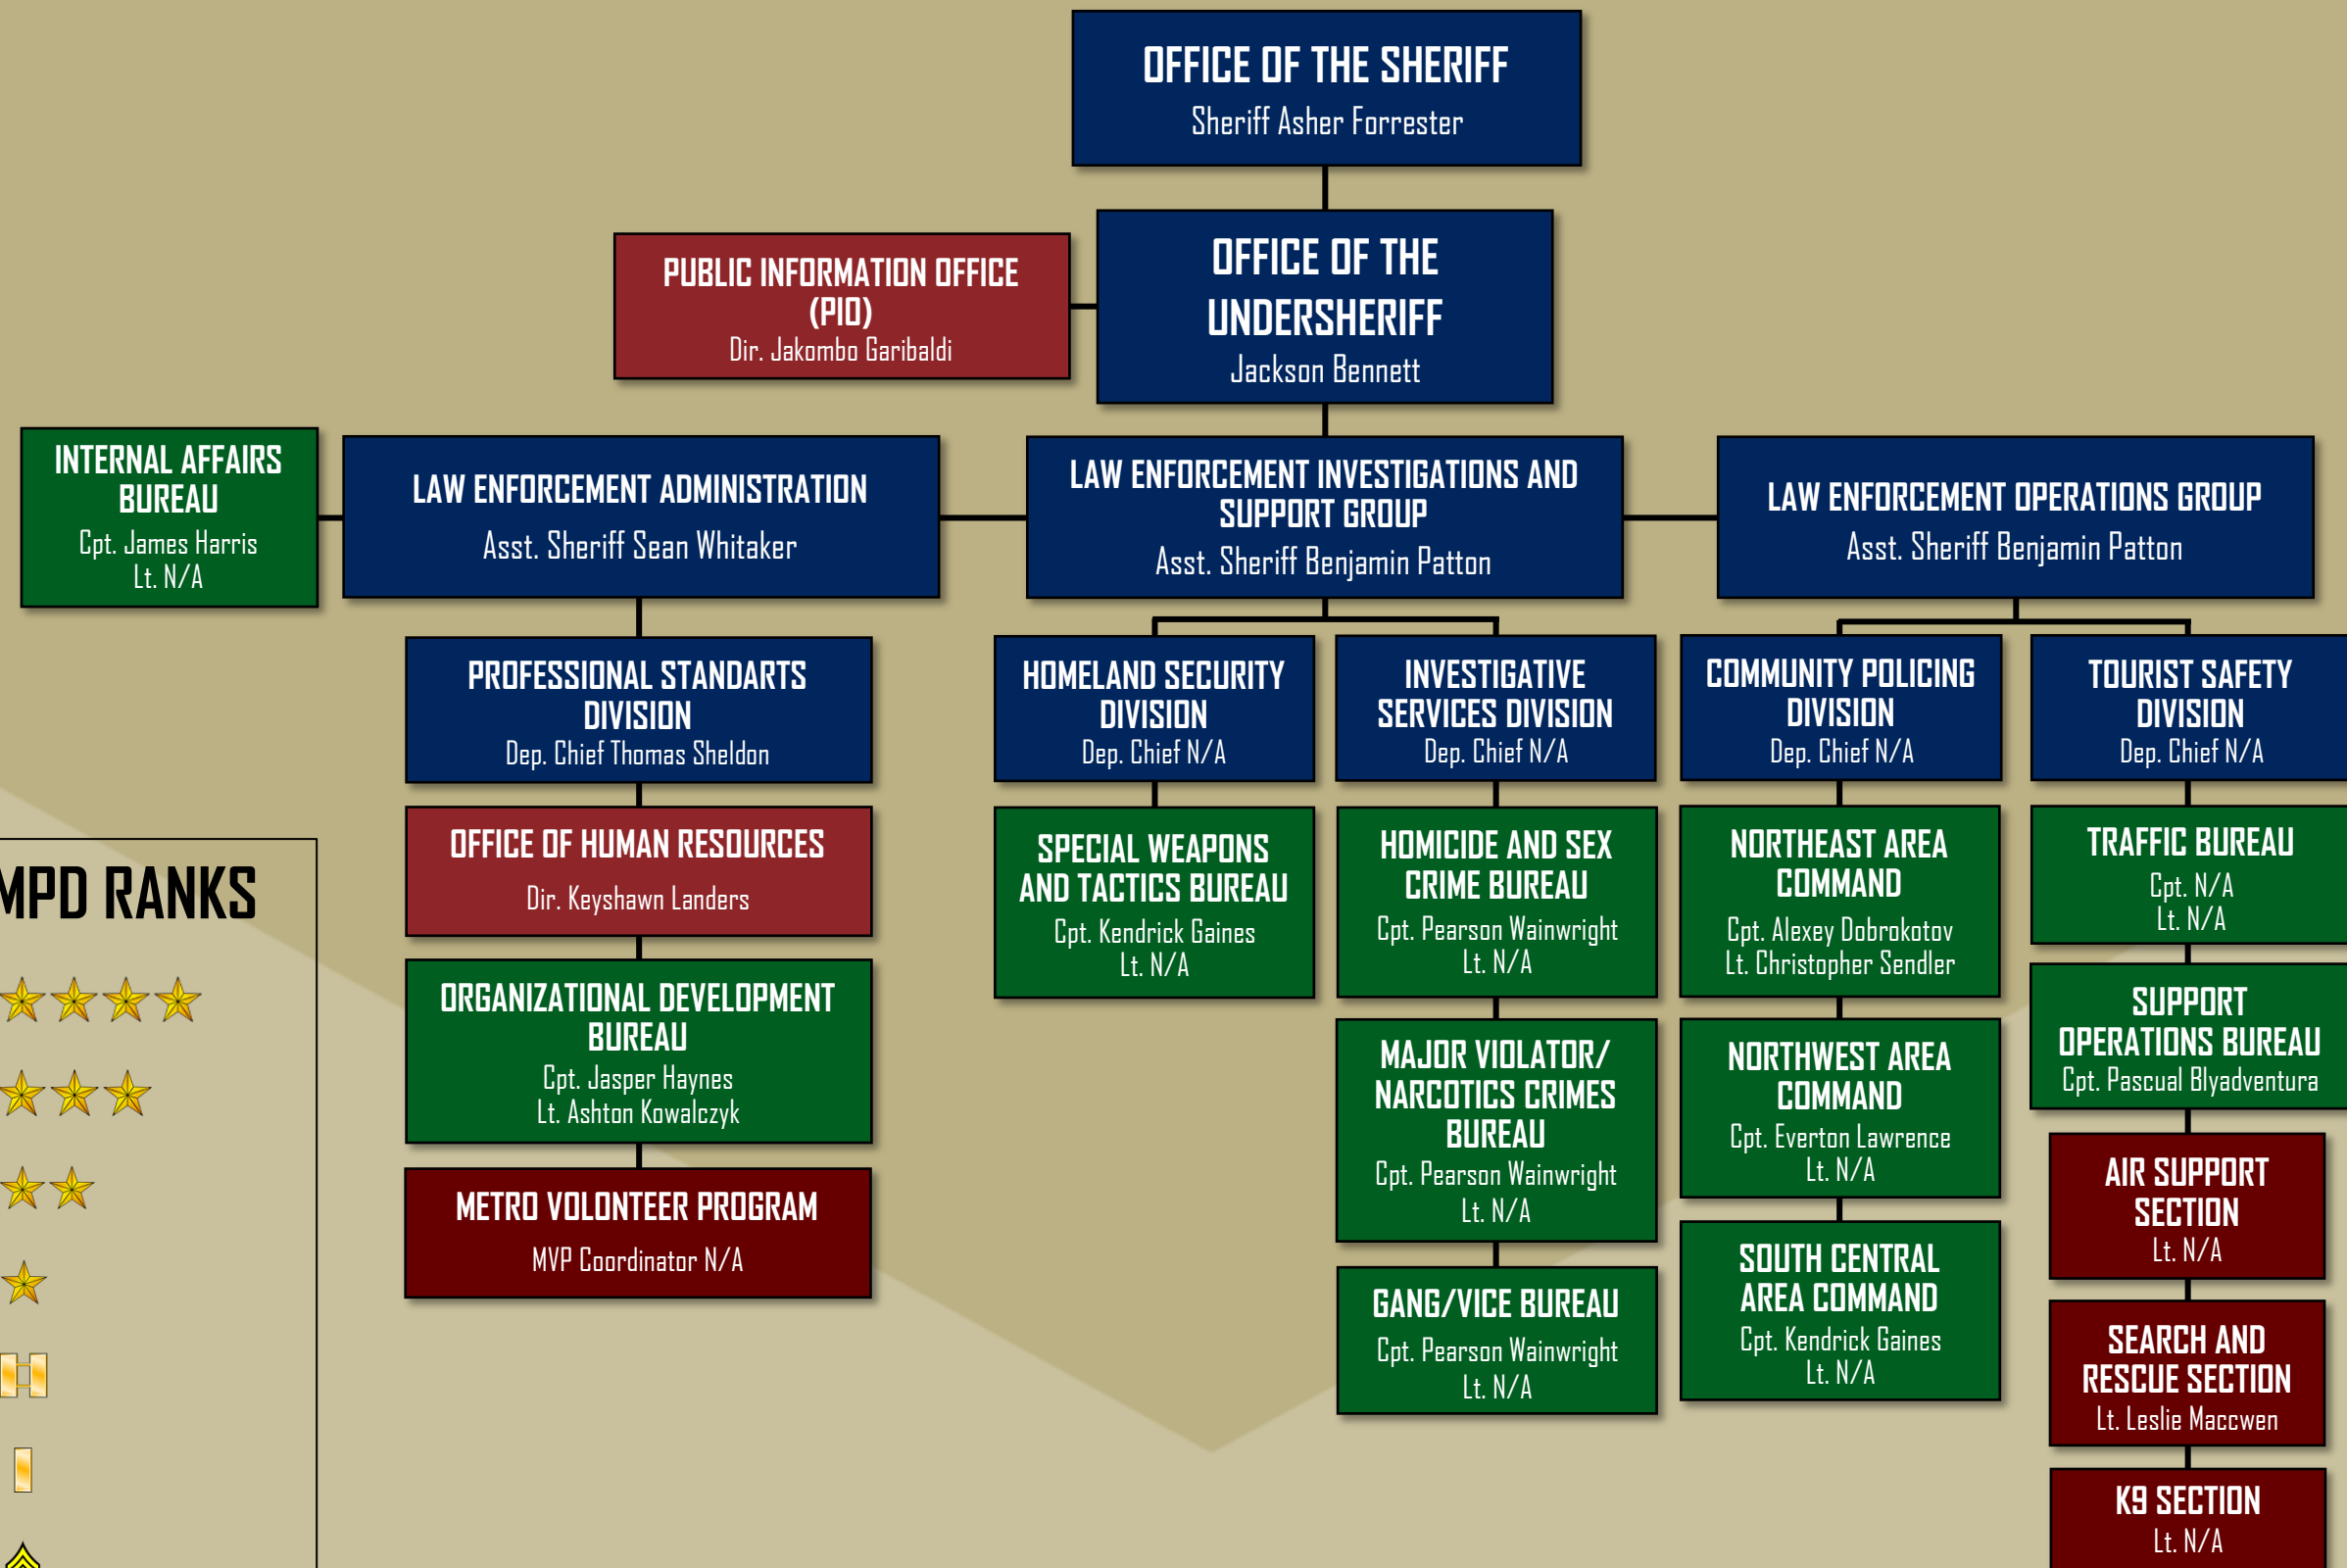 OFFICE OF THE SHERIFF
Sheriff Asher Forrester
PUBLIC INFORMATION OFFICE
(PIO)
Dir. Jakombo Garibaldi
OFFICE OF THE
UNDERSHERIFF
Jackson Bennett
INTERNAL AFFAIRS
BUREAU
Cpt. James Harris
Lt. N/A
LAW ENFORCEMENT ADMINISTRATION
Asst. Sheriff Sean Whitaker
LAW ENFORCEMENT INVESTIGATIONS AND
SUPPORT GROUP
Asst. Sheriff Benjamin Patton
LAW ENFORCEMENT OPERATIONS GROUP
Asst. Sheriff Benjamin Patton
PROFESSIONAL STANDARTS
DIVISION
Dep. Chief Thomas Sheldon
OFFICE OF HUMAN RESOURCES
Dir. Keyshawn Landers
ORGANIZATIONAL DEVELOPMENT
BUREAU
Cpt. Jasper Haynes
Lt. Ashton Kowalczyk
METRO VOLONTEER PROGRAM
MVP Coordinator N/A
HOMELAND SECURITY
DIVISION
Dep. Chief N/A
SPECIAL WEAPONS
AND TACTICS BUREAU
Cpt. Kendrick Gaines
Lt. N/A
INVESTIGATIVE
SERVICES DIVISION
Dep. Chief N/A
HOMICIDE AND SEX
CRIME BUREAU
Cpt. Pearson Wainwright
Lt. N/A
MAJOR VIOLATOR/
NARCOTICS CRIMES
BUREAU
Cpt. Pearson Wainwright
Lt. N/A
GANG/VICE BUREAU
Cpt. Pearson Wainwright
Lt. N/A
COMMUNITY POLICING
DIVISION
Dep. Chief N/A
NORTHEAST AREA
COMMAND
Cpt. Alexey Dobrokotov
Lt. Christopher Sendler
NORTHWEST AREA
COMMAND
Cpt. Everton Lawrence
Lt. N/A
SOUTH CENTRAL
AREA COMMAND
Cpt. Kendrick Gaines
Lt. N/A
TOURIST SAFETY
DIVISION
Dep. Chief N/A
TRAFFIC BUREAU
Cpt. N/A
Lt. N/A
SUPPORT
OPERATIONS BUREAU
Cpt. Pascual Blyadventura
AIR SUPPORT
SECTION
Lt. N/A
SEARCH AND
RESCUE SECTION
Lt. Leslie Maccwen
K9 SECTION
Lt. N/A
MPD RANKS